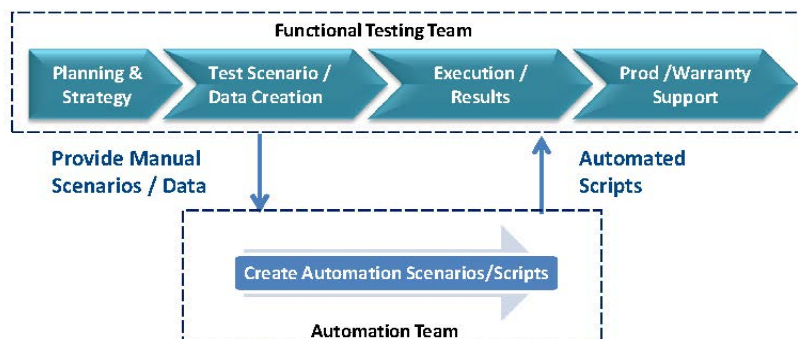 Functional Testing Team
Planning &
Strategy
Test Scenario /
Data Creation
Execution /
Results
Prod /Warranty
Support
Provide Manual
Scenarios / Data
Automated
Scripts
Create Automation Scenarios/Scripts
Automation Team